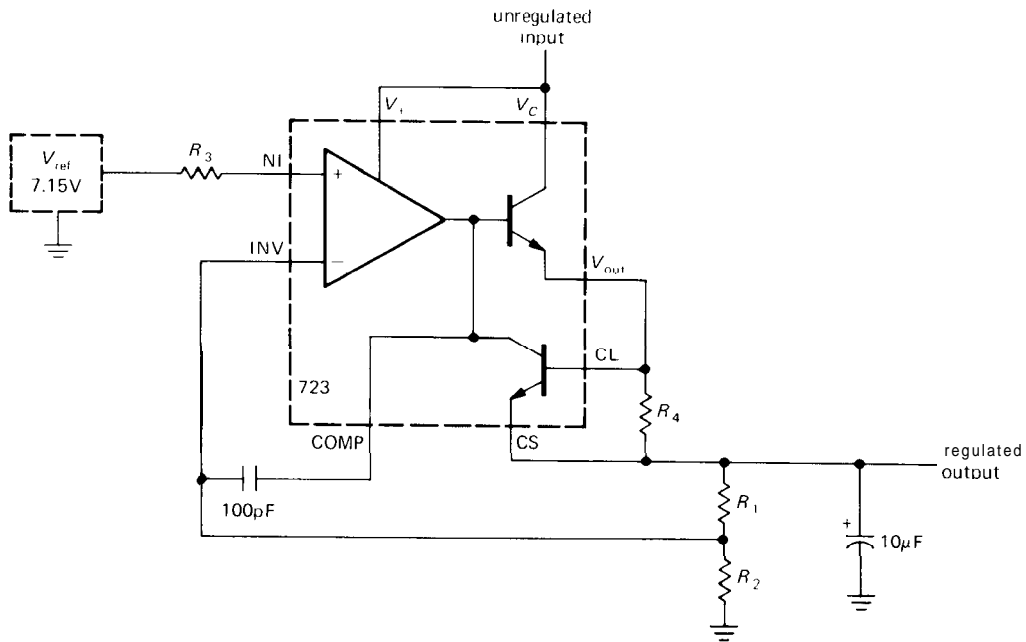 unregulated
input
V+
VC
Vref
7.15V
R3
NI
+
INV
−
Vout
CL
723
R4
COMP
CS
regulated
output
100pF
R1
+
10μF
R2